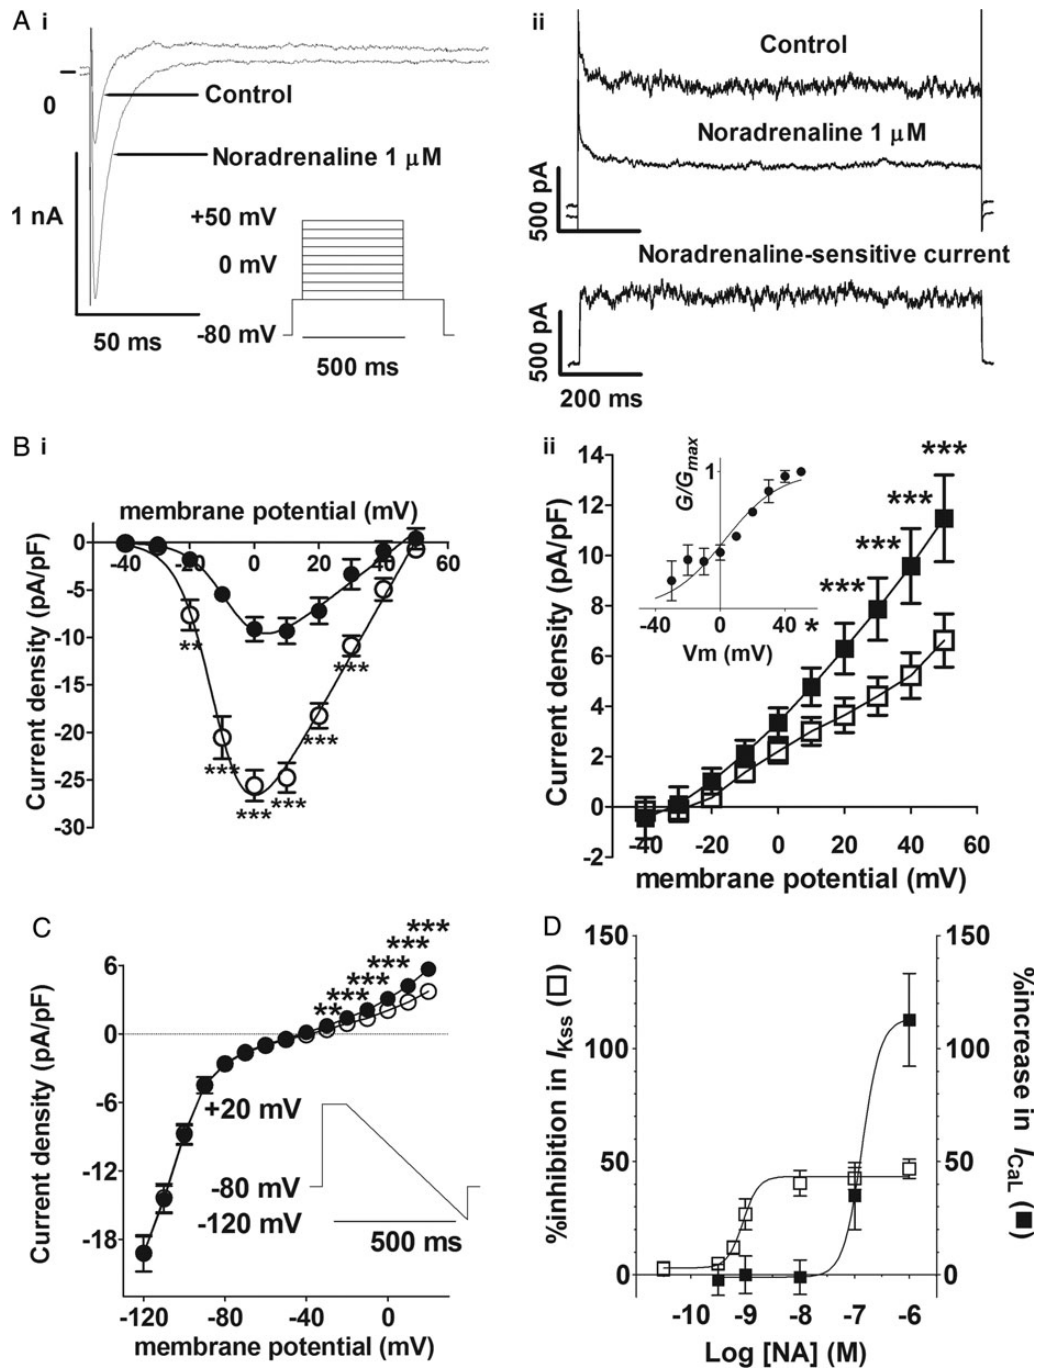 A i
Control
0
Noradrenaline 1 μM
1 nA
+50 mV
0 mV
-80 mV
50 ms
500 ms
ii
Control
Noradrenaline 1 μM
500 pA
Noradrenaline-sensitive current
500 pA
200 ms
B i
membrane potential (mV)
0
-40 -20 0 20 40 60
-5
-10
-15
-20
-25
-30
Current density (pA/pF)
**
***
***
***
***
***
ii
14
12
10
8
6
4
2
0
-2
Current density (pA/pF)
G/Gmax
1
-40 0 40
Vm (mV)
*
***
***
***
***
-40 -20 0 20 40 60
membrane potential (mV)
C
6
0
-6
-12
-18
Current density (pA/pF)
**
***
***
***
***
***
+20 mV
-80 mV
-120 mV
500 ms
-120 -80 -40 0
membrane potential (mV)
D
150
100
50
0
%inhibition in IKss (□)
150
100
50
0
%increase in ICaL (■)
-10 -9 -8 -7 -6
Log [NA] (M)